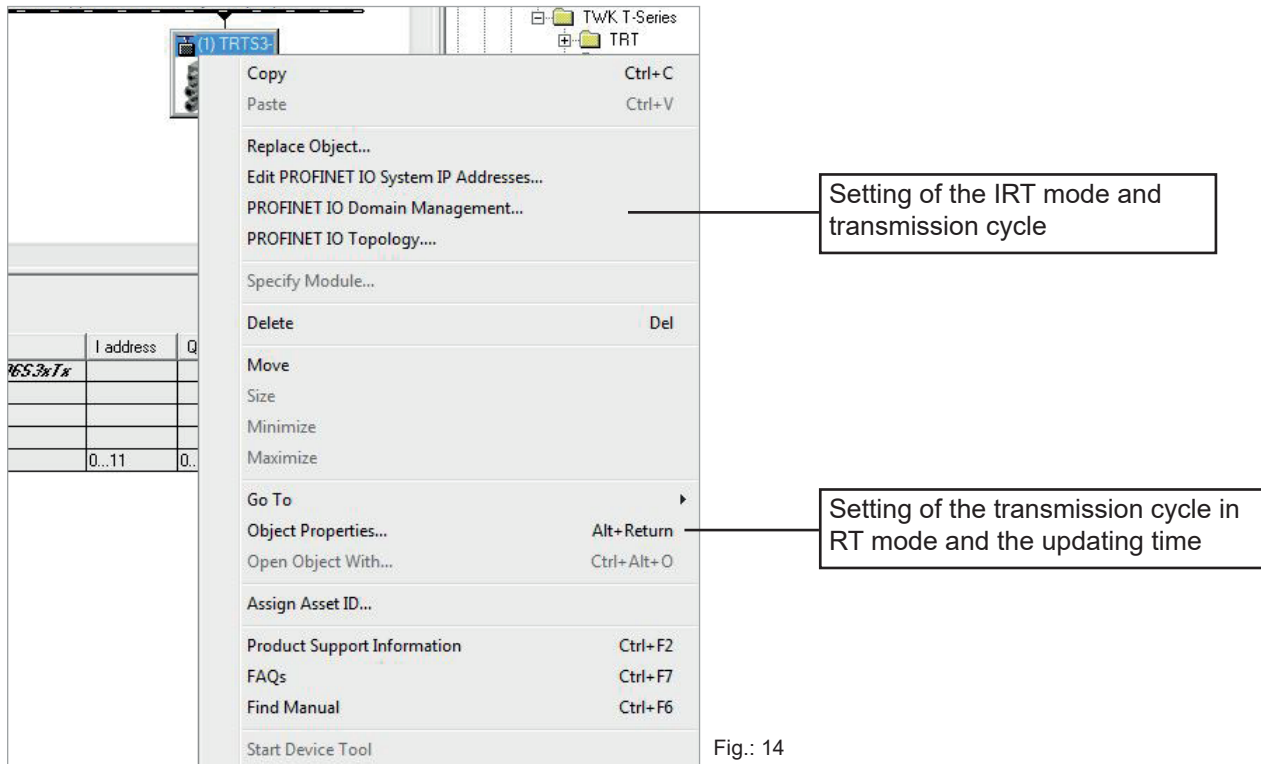 TWK T-Series
TRT
(1) TRTS3-
Copy Ctrl+C
Paste Ctrl+V
Replace Object...
Edit PROFINET IO System IP Addresses...
PROFINET IO Domain Management...
PROFINET IO Topology....
Specify Module...
Delete Del
Move
Size
Minimize
Maximize
Go To
Object Properties... Alt+Return
Open Object With... Ctrl+Alt+O
Assign Asset ID...
Product Support Information Ctrl+F2
FAQs Ctrl+F7
Find Manual Ctrl+F6
Start Device Tool
I address Q
0...11 0..
Setting of the IRT mode and
transmission cycle
Setting of the transmission cycle in
RT mode and the updating time
Fig.: 14